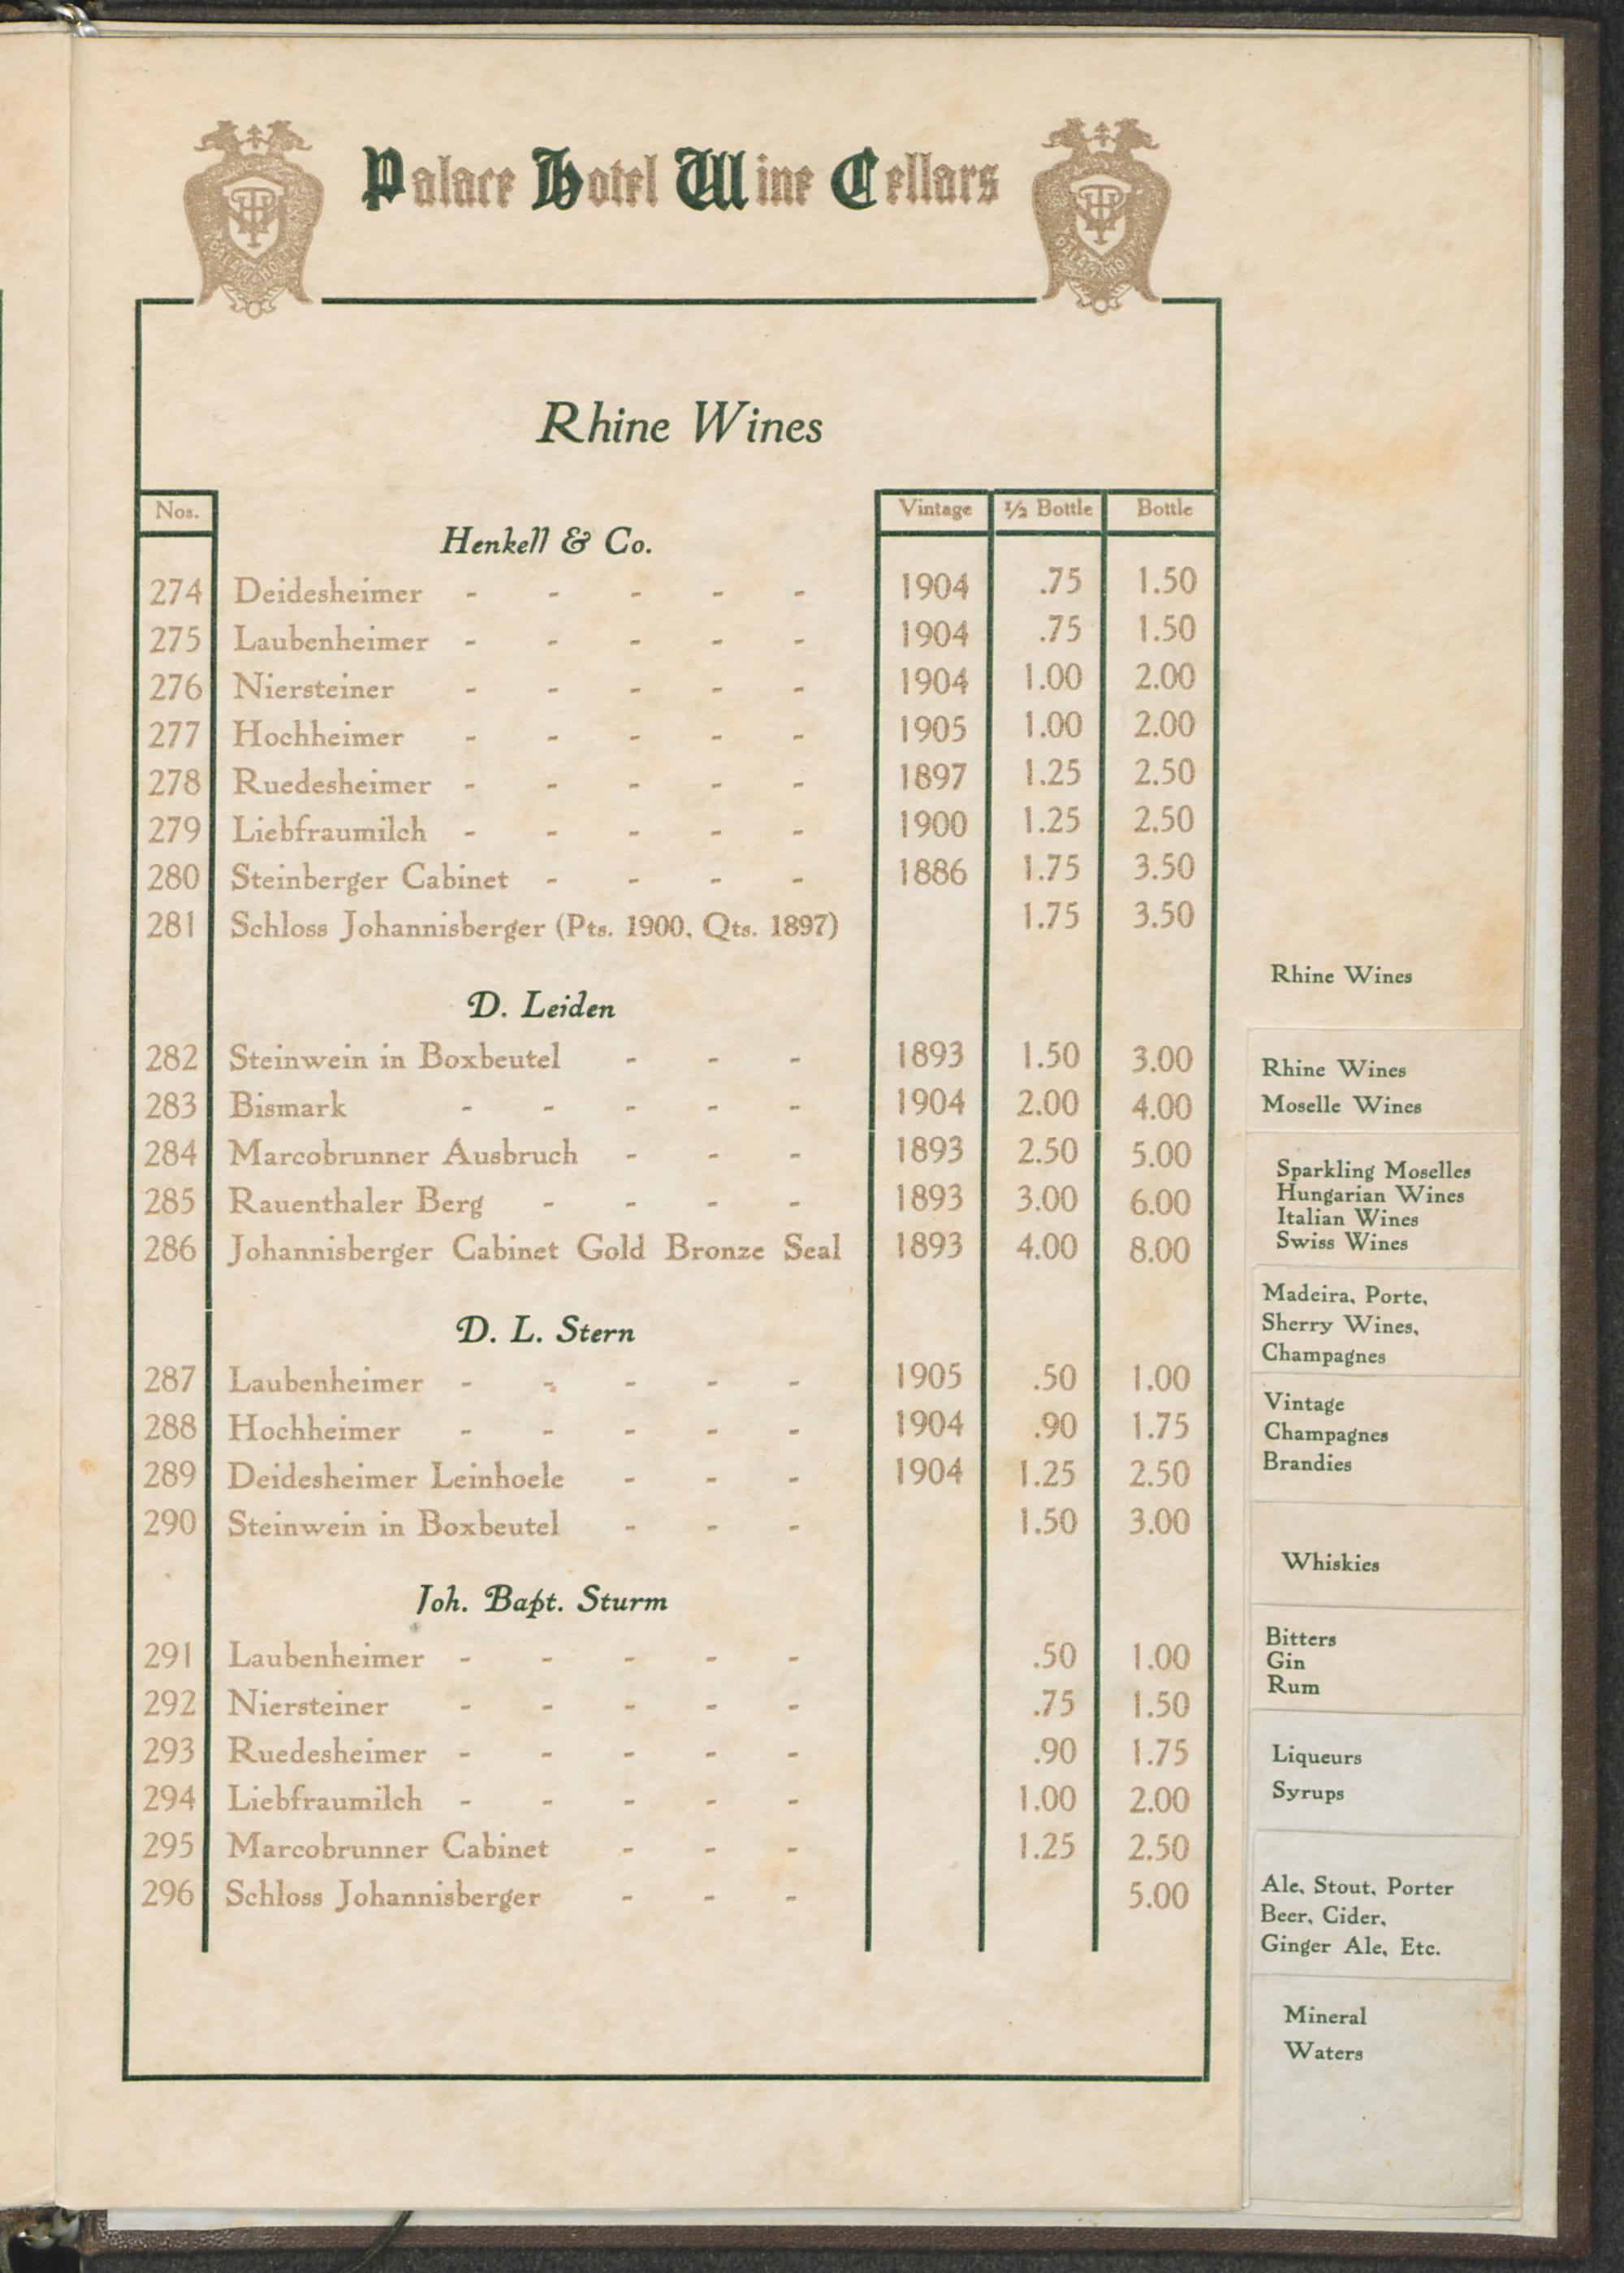 Palace Hotel Wine Cellars
Rhine Wines
Nos. Vintage ½ Bottle Bottle
Henkell & Co.
274 Deidesheimer - - - - - 1904 .75 1.50
275 Laubenheimer - - - - - 1904 .75 1.50
276 Niersteiner - - - - - 1904 1.00 2.00
277 Hochheimer - - - - - 1905 1.00 2.00
278 Ruedesheimer - - - - - 1897 1.25 2.50
279 Liebfraumilch - - - - - 1900 1.25 2.50
280 Steinberger Cabinet - - - - 1886 1.75 3.50
281 Schloss Johannisberger (Pts. 1900, Qts. 1897) 1.75 3.50
D. Leiden
282 Steinwein in Boxbeutel - - - 1893 1.50 3.00
283 Bismark - - - - - 1904 2.00 4.00
284 Marcobrunner Ausbruch - - - 1893 2.50 5.00
285 Rauenthaler Berg - - - - 1893 3.00 6.00
286 Johannisberger Cabinet Gold Bronze Seal 1893 4.00 8.00
D. L. Stern
287 Laubenheimer - - - - - 1905 .50 1.00
288 Hochheimer - - - - - 1904 .90 1.75
289 Deidesheimer Leinhoele - - - 1904 1.25 2.50
290 Steinwein in Boxbeutel - - - 1.50 3.00
Joh. Bapt. Sturm
291 Laubenheimer - - - - - .50 1.00
292 Niersteiner - - - - - .75 1.50
293 Ruedesheimer - - - - - .90 1.75
294 Liebfraumilch - - - - - 1.00 2.00
295 Marcobrunner Cabinet - - - 1.25 2.50
296 Schloss Johannisberger - - - 5.00
Rhine Wines
Rhine Wines
Moselle Wines
Sparkling Moselles
Hungarian Wines
Italian Wines
Swiss Wines
Madeira, Porte,
Sherry Wines,
Champagnes
Vintage
Champagnes
Brandies
Whiskies
Bitters
Gin
Rum
Liqueurs
Syrups
Ale, Stout, Porter
Beer, Cider,
Ginger Ale, Etc.
Mineral
Waters